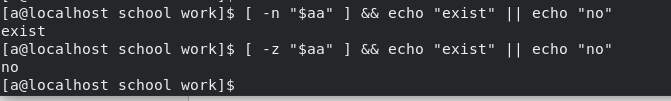 [a@localhost school work]$ [ -n "$aa" ] && echo "exist" || echo "no"
exist
[a@localhost school work]$ [ -z "$aa" ] && echo "exist" || echo "no"
no
[a@localhost school work]$